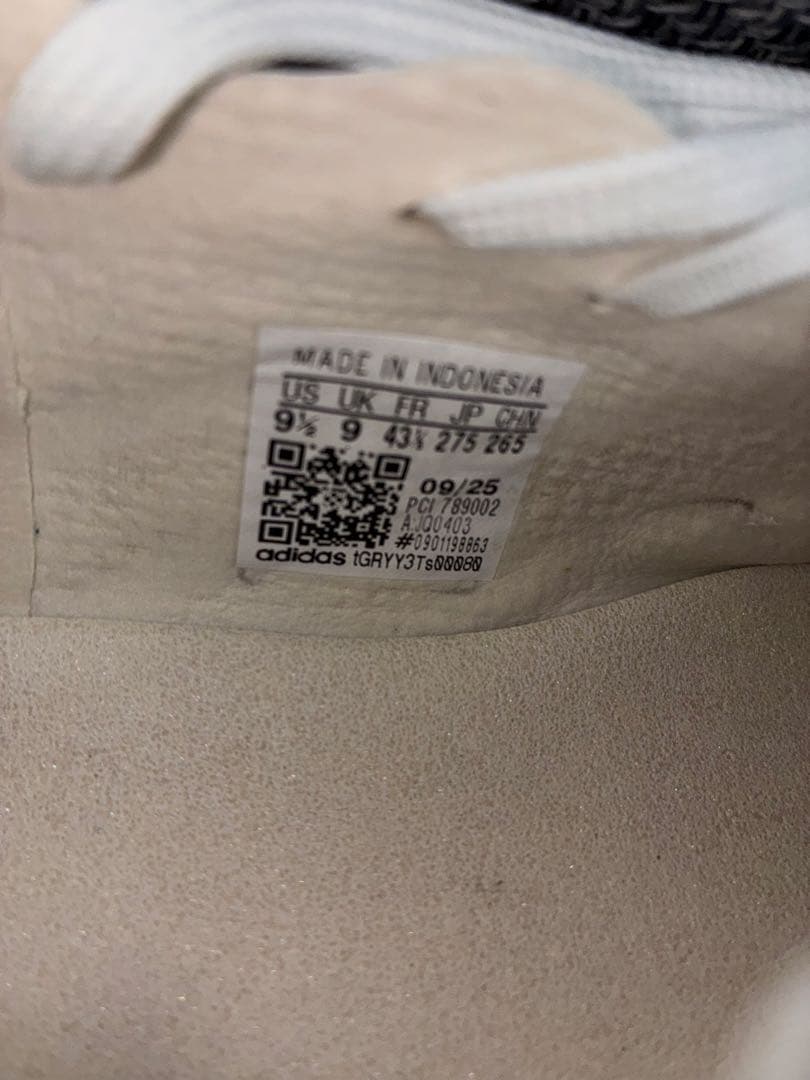 MADE IN INDONESIA
US UK FR JP CHN
9½ 9 43⅓ 275 265
09/25
PCI 789002
AJQ0403
#0901198863
adidas tGRYY3Ts00080